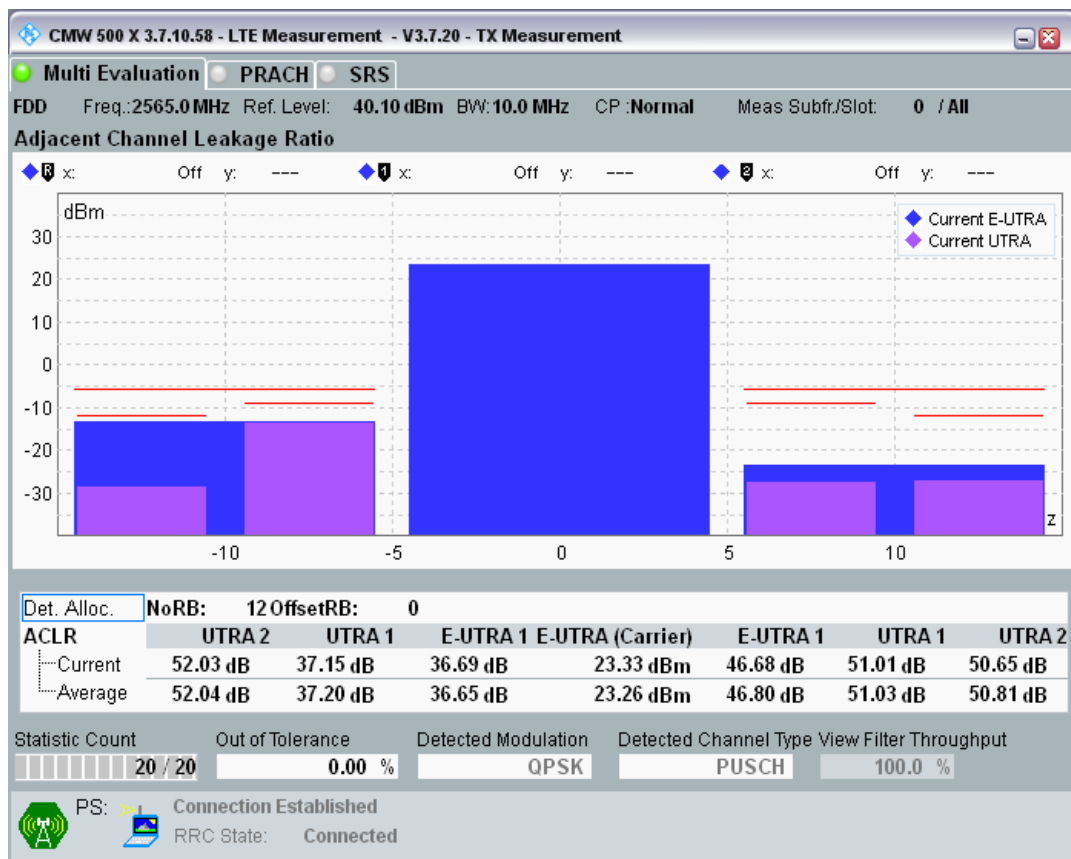 CMW 500 X 3.7.10.58 - LTE Measurement - V3.7.20 - TX Measurement
Multi Evaluation PRACH SRS
FDD Freq.:2565.0 MHz Ref. Level: 40.10 dBm BW: 10.0 MHz CP :Normal Meas Subfr./Slot: 0 / All
Adjacent Channel Leakage Ratio
R x: Off y: --- 1 x: Off y: --- 2 x: Off y: ---
dBm
Current E-UTRA
Current UTRA
30
20
10
0
-10
-20
-30
z
-10 -5 0 5 10
Det. Alloc. NoRB: 12 OffsetRB: 0
ACLR UTRA 2 UTRA 1 E-UTRA 1 E-UTRA (Carrier) E-UTRA 1 UTRA 1 UTRA 2
Current 52.03 dB 37.15 dB 36.69 dB 23.33 dBm 46.68 dB 51.01 dB 50.65 dB
Average 52.04 dB 37.20 dB 36.65 dB 23.26 dBm 46.80 dB 51.03 dB 50.81 dB
Statistic Count Out of Tolerance Detected Modulation Detected Channel Type View Filter Throughput
20 / 20 0.00 % QPSK PUSCH 100.0 %
PS: Connection Established
RRC State: Connected